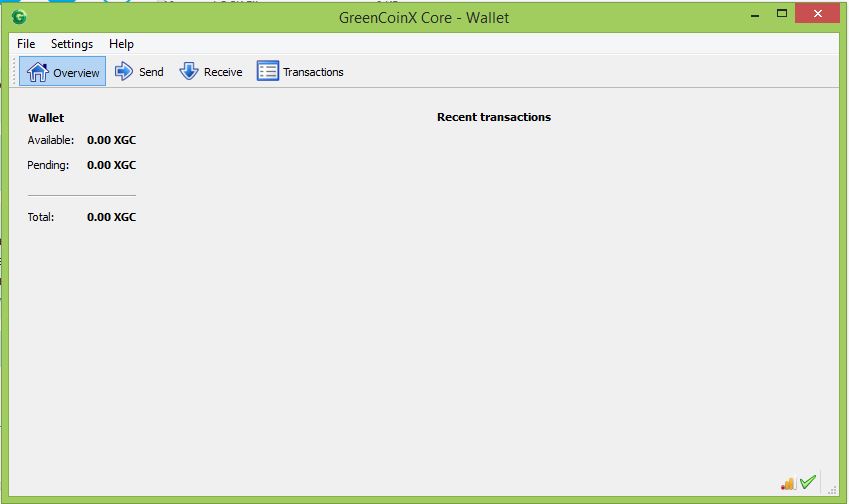 GreenCoinX Core - Wallet
File Settings Help
Overview Send Receive Transactions
Wallet Recent transactions
Available: 0.00 XGC
Pending: 0.00 XGC
Total: 0.00 XGC